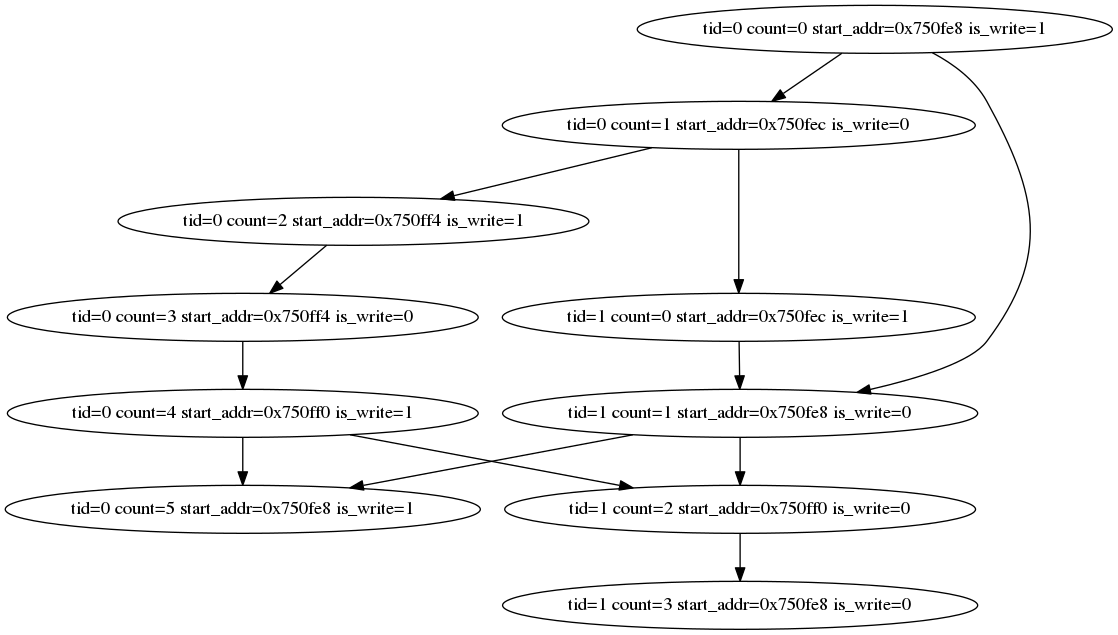 tid=0 count=0 start_addr=0x750fe8 is_write=1
tid=0 count=1 start_addr=0x750fec is_write=0
tid=0 count=2 start_addr=0x750ff4 is_write=1
tid=0 count=3 start_addr=0x750ff4 is_write=0
tid=1 count=0 start_addr=0x750fec is_write=1
tid=0 count=4 start_addr=0x750ff0 is_write=1
tid=1 count=1 start_addr=0x750fe8 is_write=0
tid=0 count=5 start_addr=0x750fe8 is_write=1
tid=1 count=2 start_addr=0x750ff0 is_write=0
tid=1 count=3 start_addr=0x750fe8 is_write=0